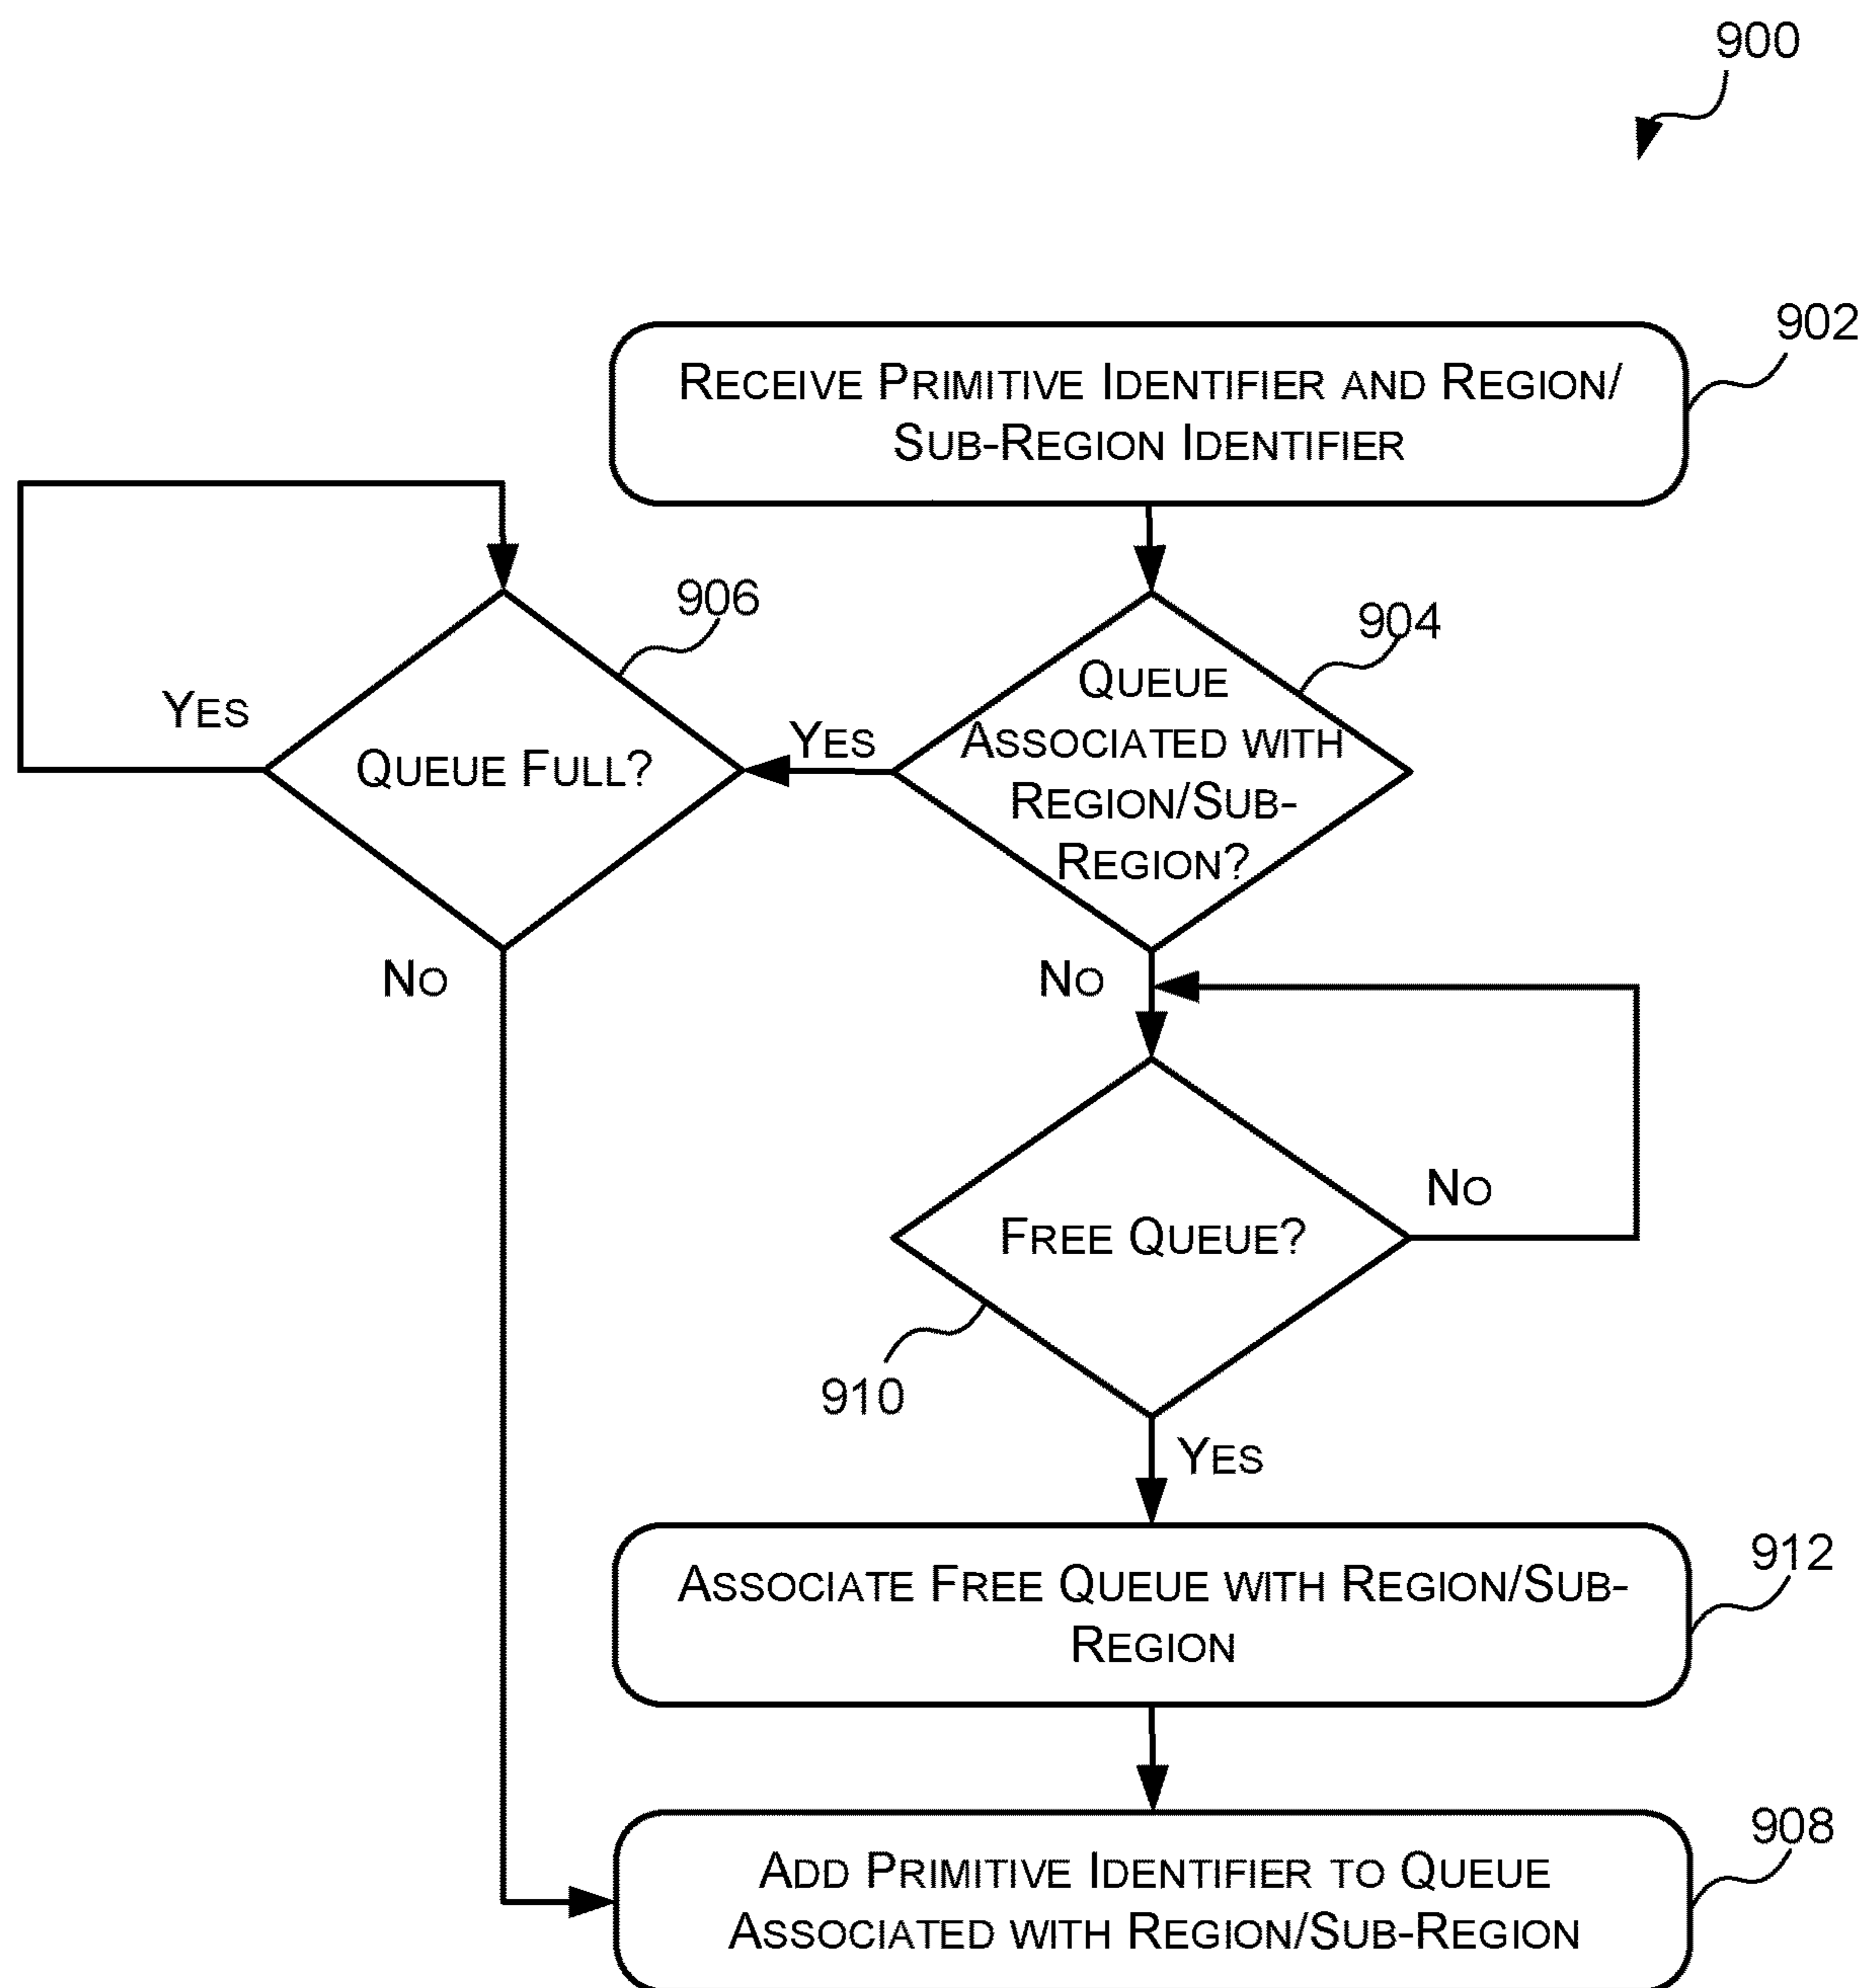 900
902
RECEIVE PRIMITIVE IDENTIFIER AND REGION/
SUB-REGION IDENTIFIER
906
904
YES
QUEUE FULL?
YES
QUEUE
ASSOCIATED WITH
REGION/SUB-
REGION?
NO
NO
NO
FREE QUEUE?
910
YES
912
ASSOCIATE FREE QUEUE WITH REGION/SUB-
REGION
908
ADD PRIMITIVE IDENTIFIER TO QUEUE
ASSOCIATED WITH REGION/SUB-REGION